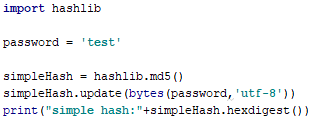 import hashlib
password = 'test'
simpleHash = hashlib.md5()
simpleHash.update(bytes(password,'utf-8'))
print("simple hash:"+simpleHash.hexdigest())